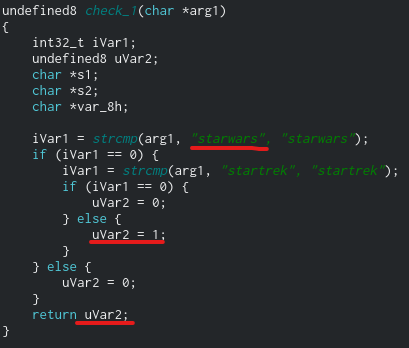 undefined8 check_1(char *arg1)
{
    int32_t iVar1;
    undefined8 uVar2;
    char *s1;
    char *s2;
    char *var_8h;

    iVar1 = strcmp(arg1, "starwars", "starwars");
    if (iVar1 == 0) {
        iVar1 = strcmp(arg1, "startrek", "startrek");
        if (iVar1 == 0) {
            uVar2 = 0;
        } else {
            uVar2 = 1;
        }
    } else {
        uVar2 = 0;
    }
    return uVar2;
}